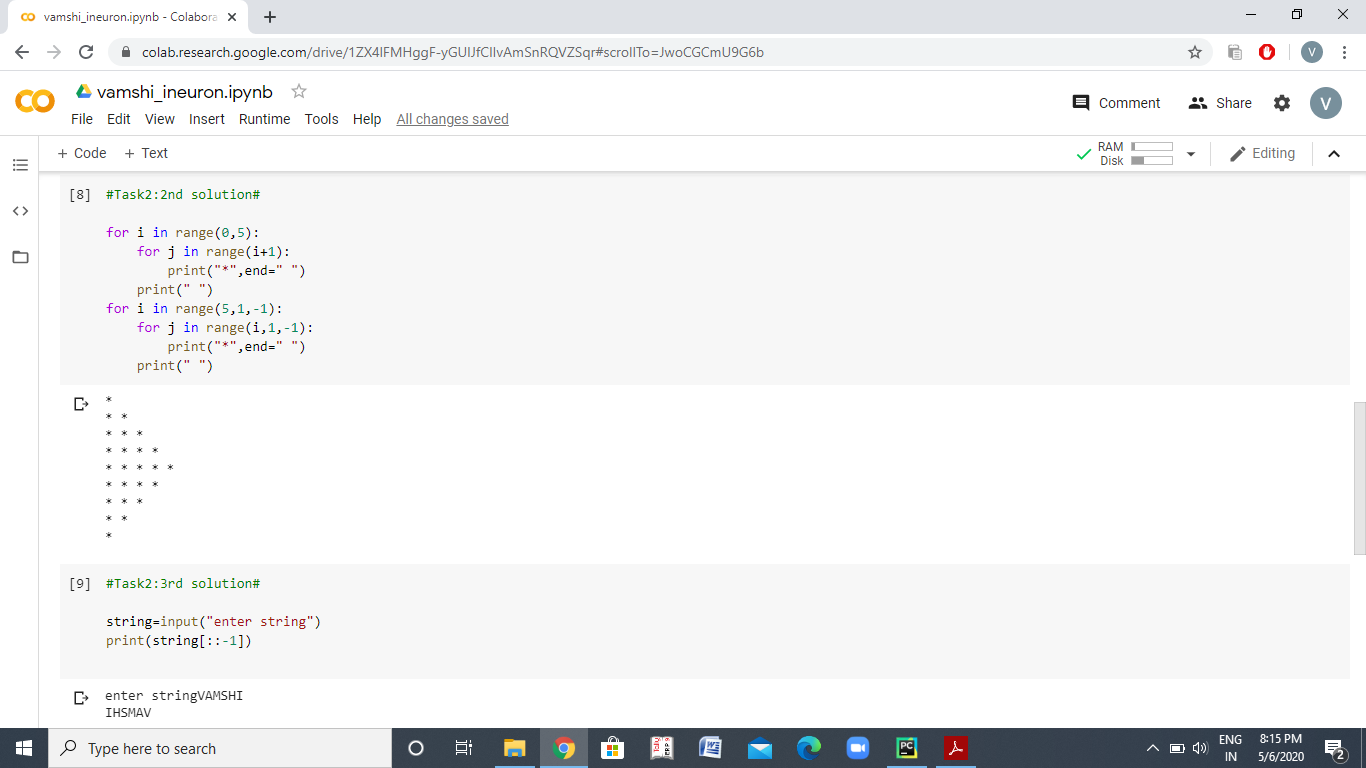 vamshi_ineuron.ipynb - Colabora
colab.research.google.com/drive/1ZX4lFMHggF-yGUIJfCIlvAmSnRQVZSqr#scrollTo=JwoCGCmU9G6b
V
vamshi_ineuron.ipynb
File Edit View Insert Runtime Tools Help All changes saved
Comment Share V
+ Code + Text
RAM
Disk
Editing
[8] #Task2:2nd solution#
for i in range(0,5):
    for j in range(i+1):
        print("*",end=" ")
    print(" ")
for i in range(5,1,-1):
    for j in range(i,1,-1):
        print("*",end=" ")
    print(" ")
*
* *
* * *
* * * *
* * * * *
* * * *
* * *
* *
*
[9] #Task2:3rd solution#
string=input("enter string")
print(string[::-1])
enter stringVAMSHI
IHSMAV
Type here to search
ENG
IN
8:15 PM
5/6/2020
2